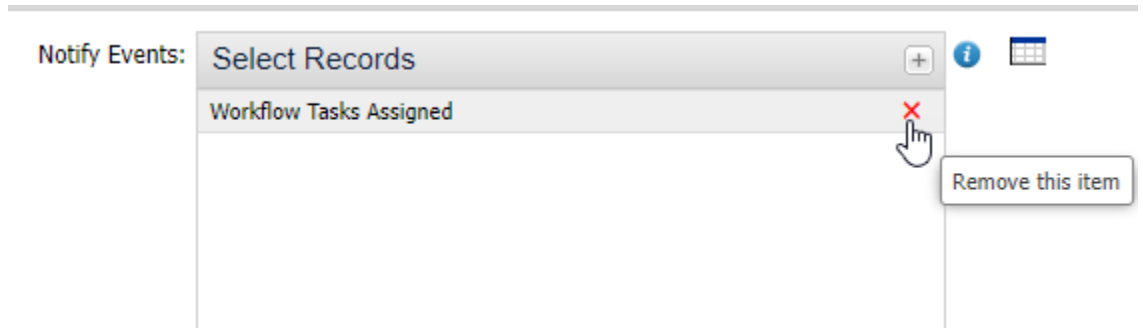 Notify Events:
Select Records
Workflow Tasks Assigned
Remove this item